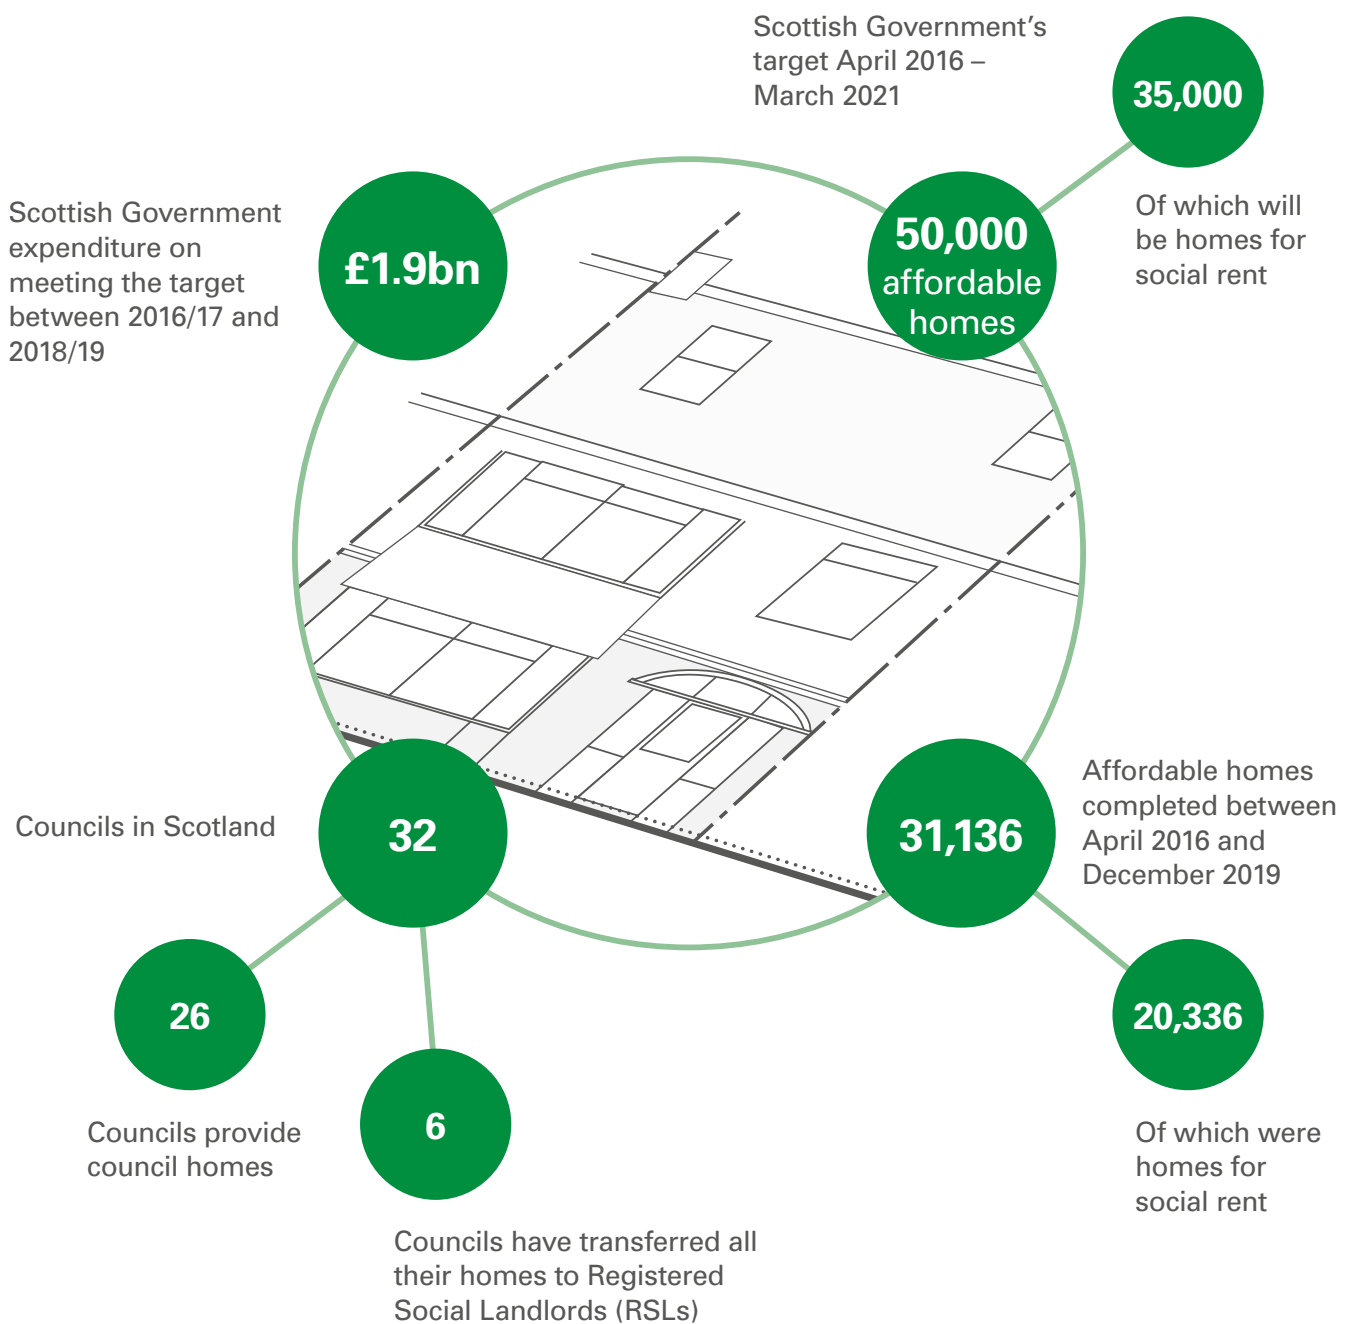 Scottish Government’s
target April 2016 –
March 2021
35,000
Of which will
be homes for
social rent
50,000
affordable
homes
Scottish Government
expenditure on
meeting the target
between 2016/17 and
2018/19
£1.9bn
Councils in Scotland
32
31,136
Affordable homes
completed between
April 2016 and
December 2019
26
Councils provide
council homes
6
Councils have transferred all
their homes to Registered
Social Landlords (RSLs)
20,336
Of which were
homes for
social rent